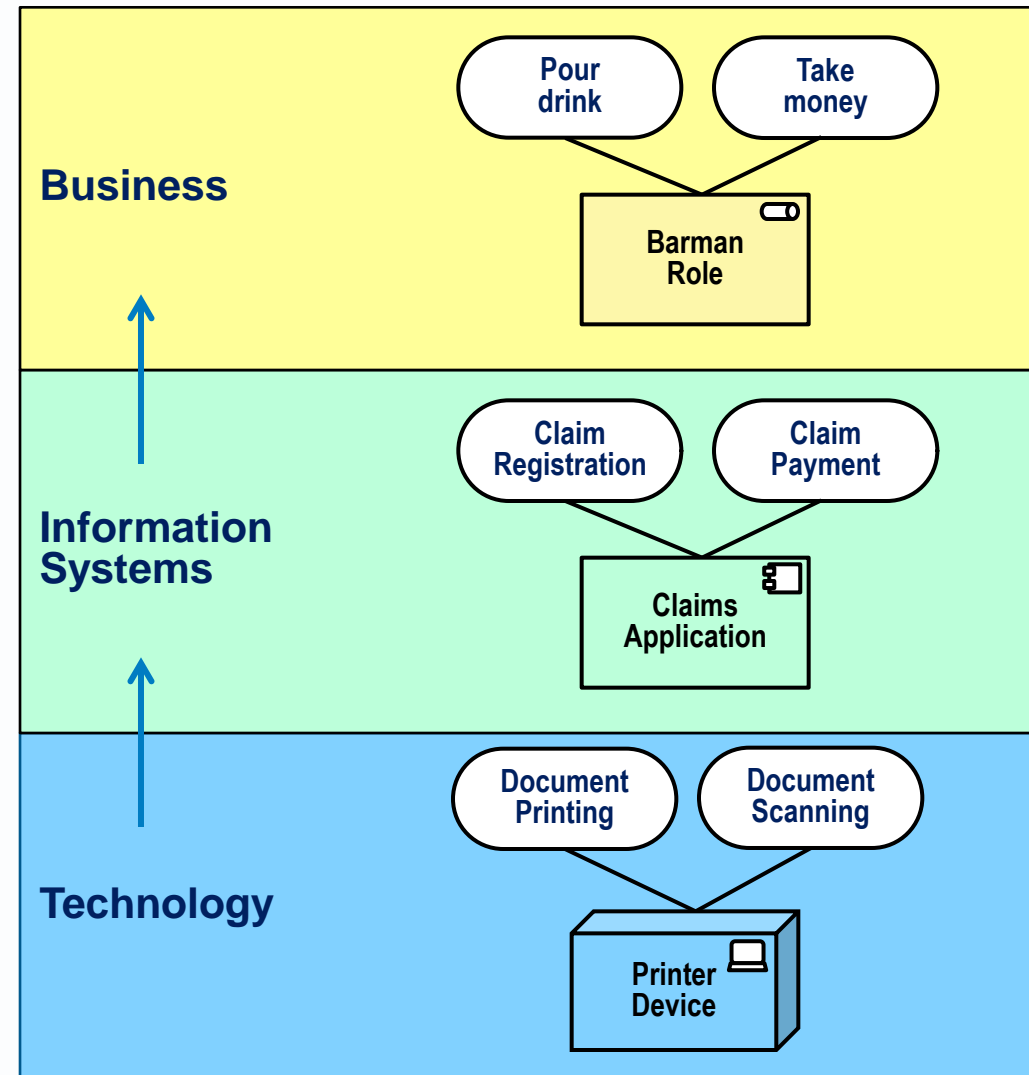 Pour
drink
Take
money
Business
Barman
Role
Claim
Registration
Claim
Payment
Information
Systems
Claims
Application
Document
Printing
Document
Scanning
Technology
Printer
Device